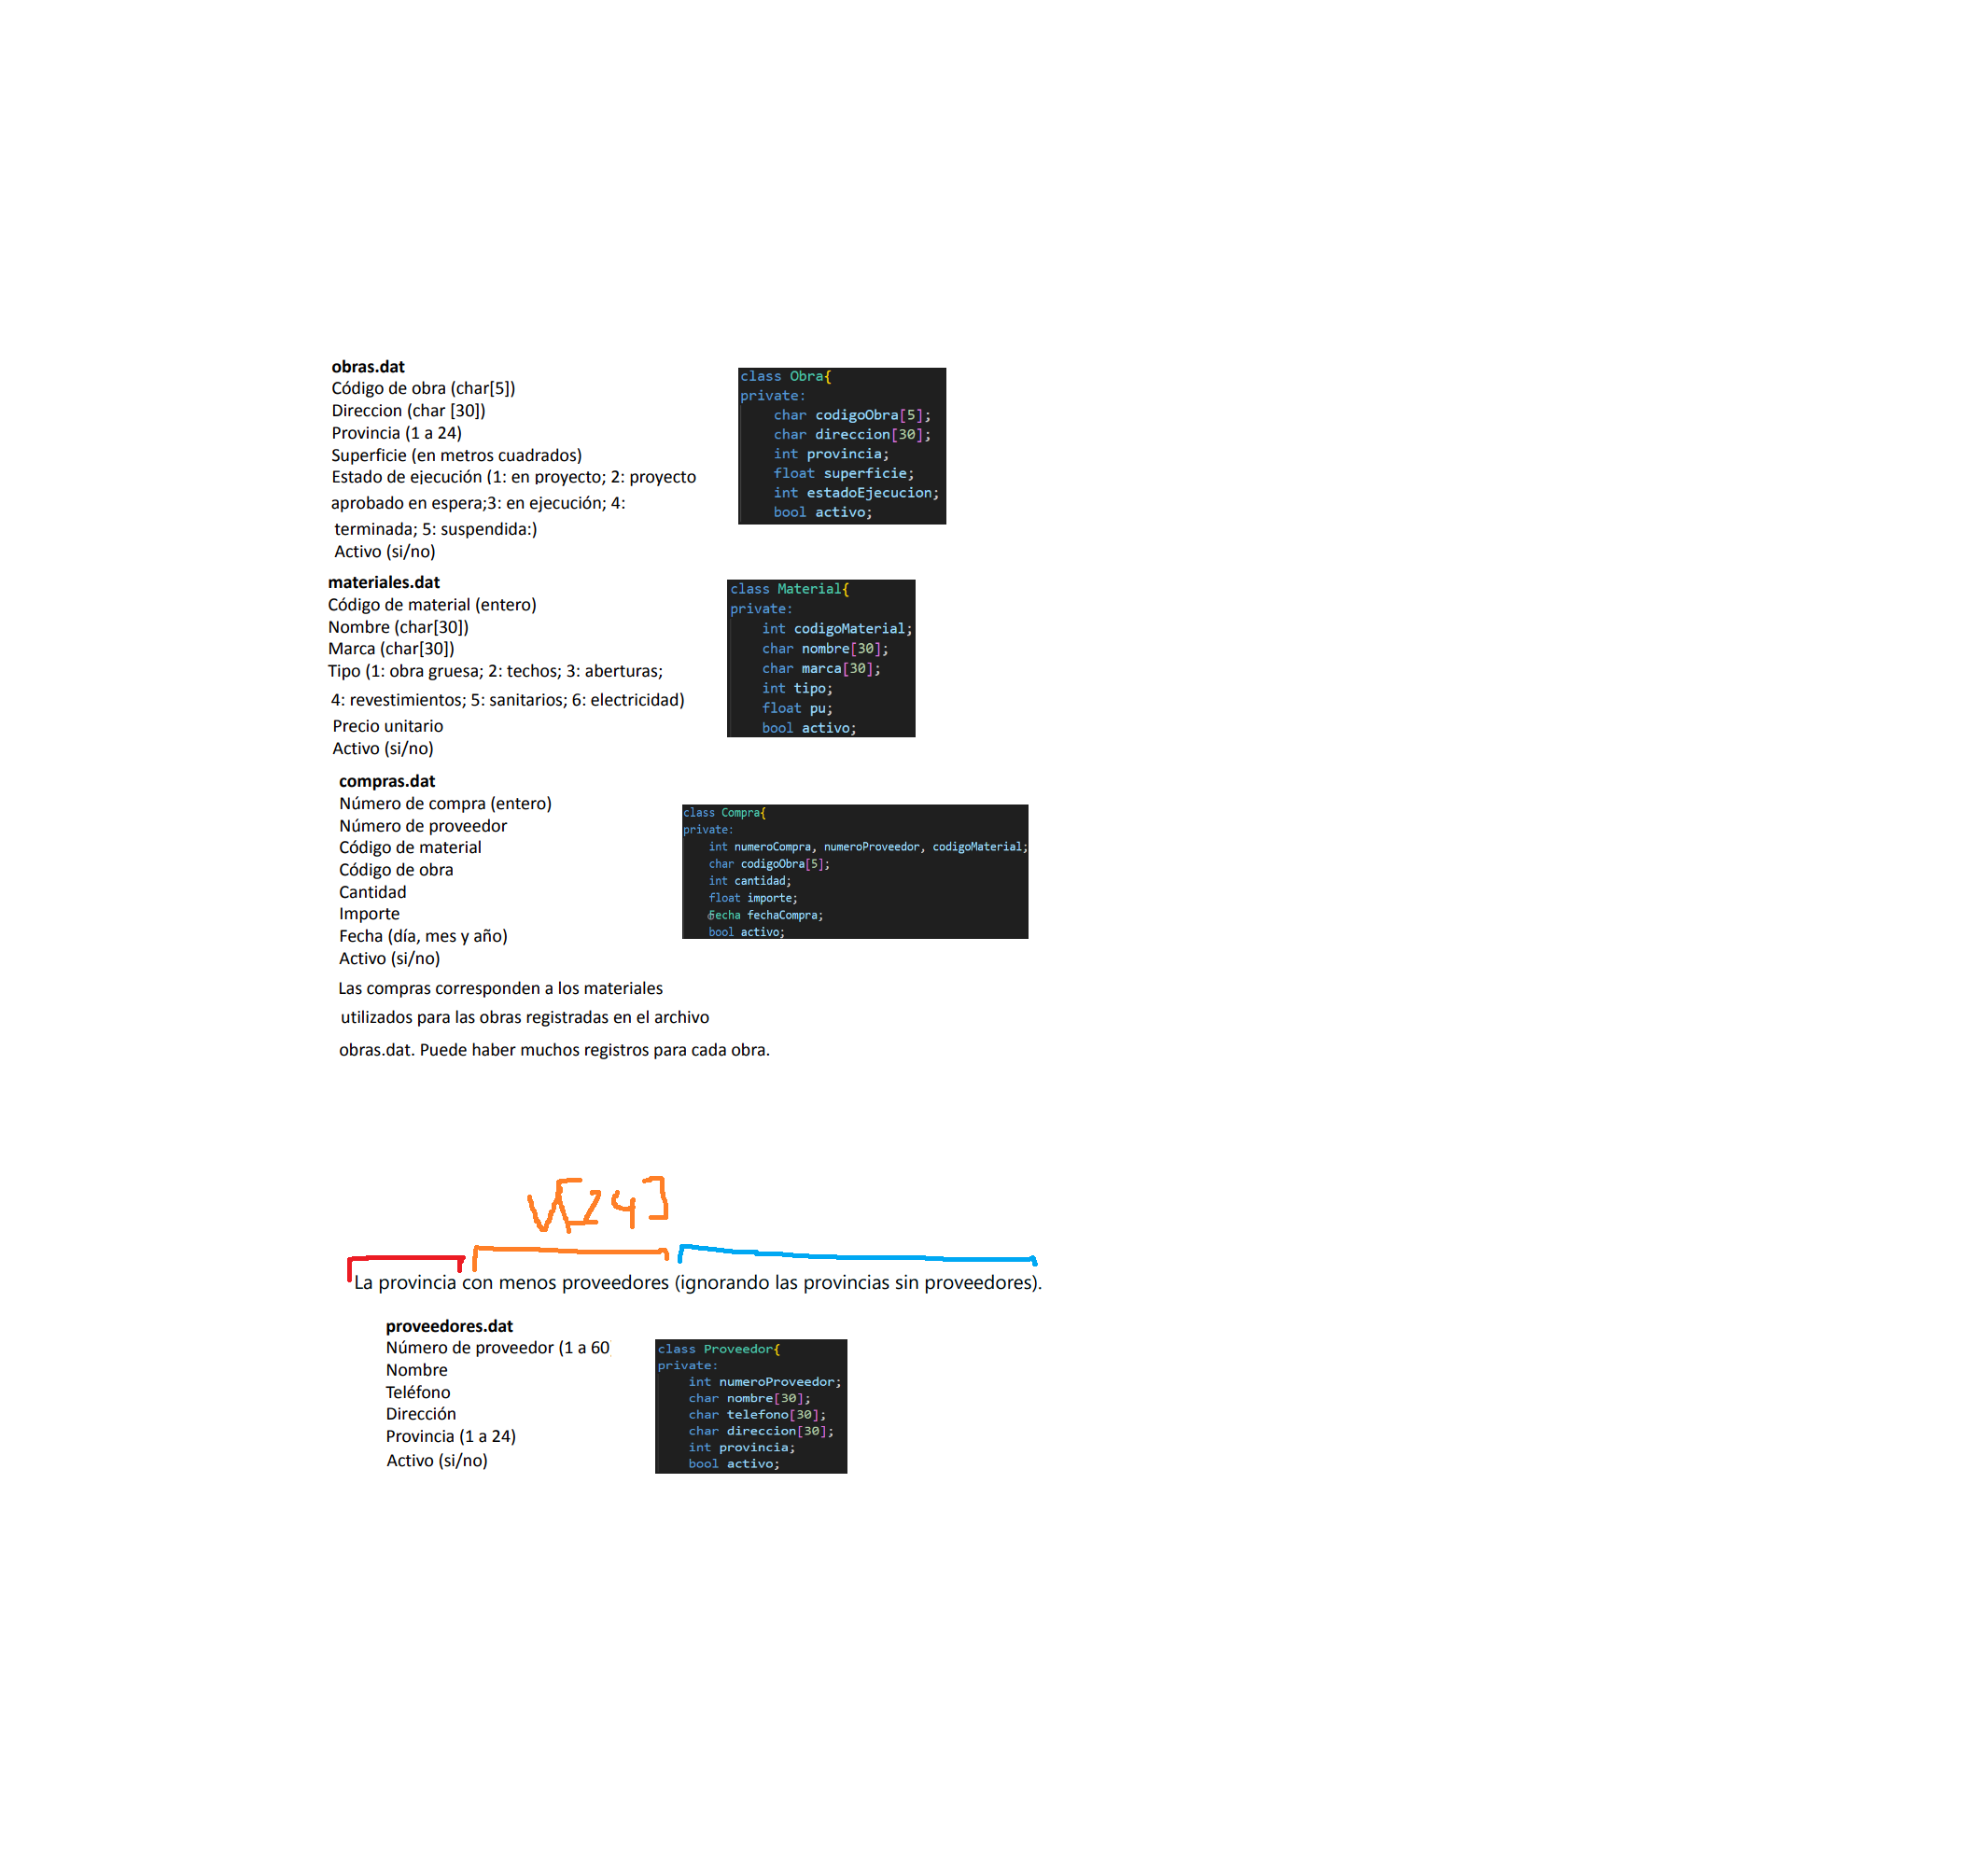 obras.dat
Código de obra (char[5])
Direccion (char [30])
Provincia (1 a 24)
Superficie (en metros cuadrados)
Estado de ejecución (1: en proyecto; 2: proyecto
aprobado en espera;3: en ejecución; 4:
terminada; 5: suspendida:)
Activo (si/no)
class Obra{
private:
char codigoObra[5];
char direccion[30];
int provincia;
float superficie;
int estadoEjecucion;
bool activo;
materiales.dat
Código de material (entero)
Nombre (char[30])
Marca (char[30])
Tipo (1: obra gruesa; 2: techos; 3: aberturas;
4: revestimientos; 5: sanitarios; 6: electricidad)
Precio unitario
Activo (si/no)
class Material{
private:
int codigoMaterial;
char nombre[30];
char marca[30];
int tipo;
float pu;
bool activo;
compras.dat
Número de compra (entero)
Número de proveedor
Código de material
Código de obra
Cantidad
Importe
Fecha (día, mes y año)
Activo (si/no)
class Compra{
private:
int numeroCompra, numeroProveedor, codigoMaterial;
char codigoObra[5];
int cantidad;
float importe;
Fecha fechaCompra;
bool activo;
Las compras corresponden a los materiales
utilizados para las obras registradas en el archivo
obras.dat. Puede haber muchos registros para cada obra.
V[24]
La provincia con menos proveedores (ignorando las provincias sin proveedores).
proveedores.dat
Número de proveedor (1 a 60
Nombre
Teléfono
Dirección
Provincia (1 a 24)
Activo (si/no)
class Proveedor{
private:
int numeroProveedor;
char nombre[30];
char telefono[30];
char direccion[30];
int provincia;
bool activo;